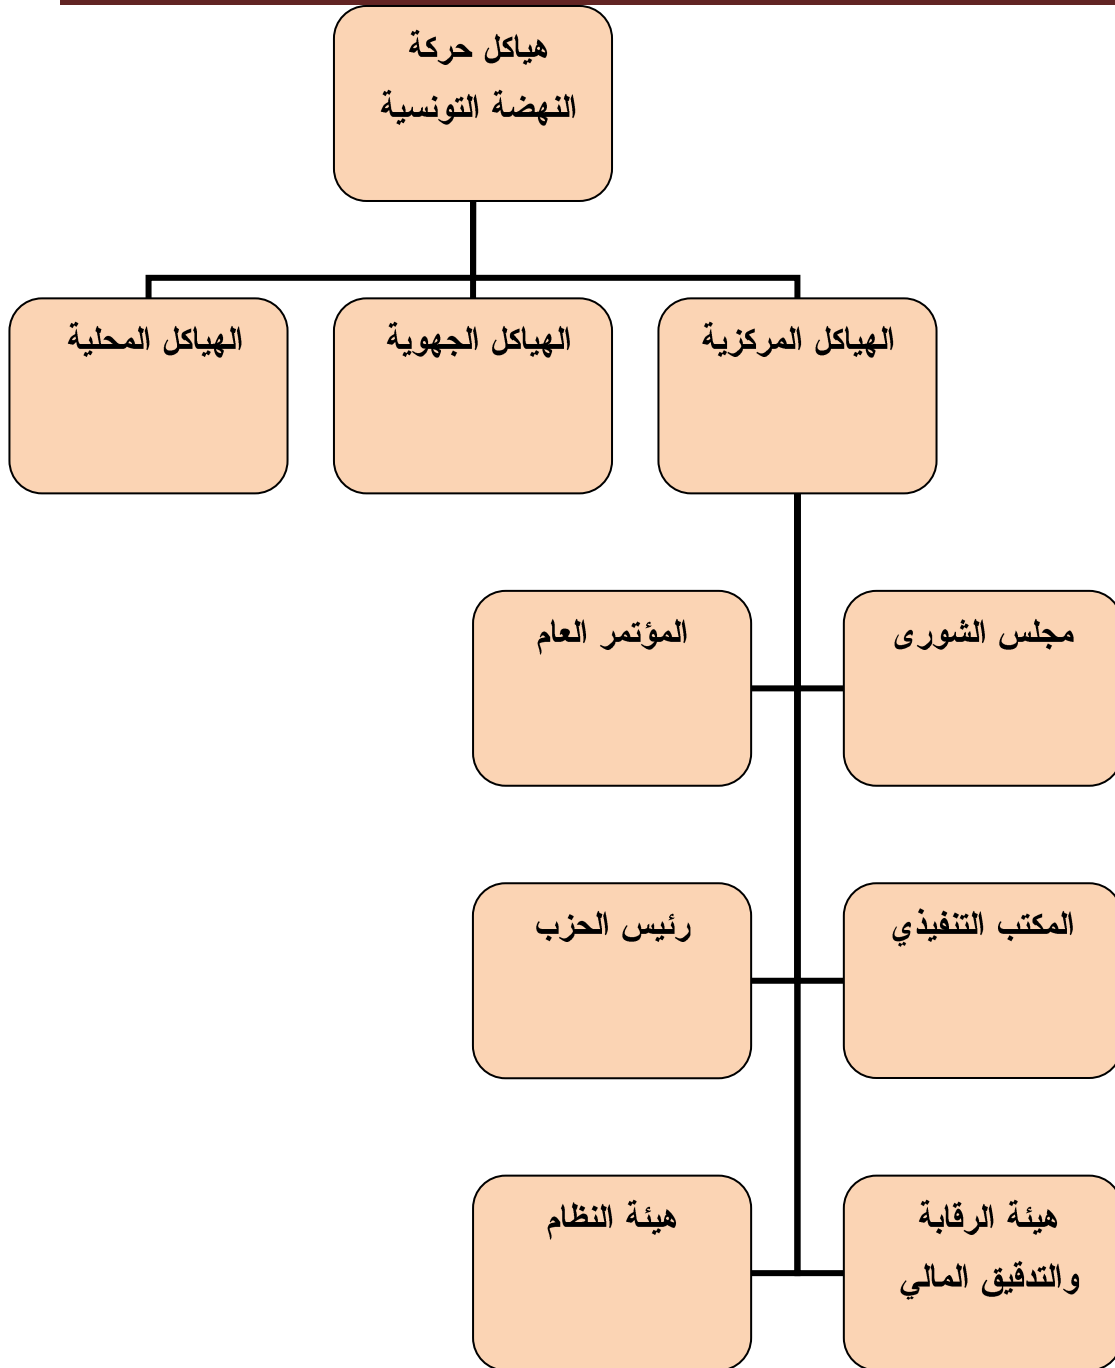 هياكل حركة
النهضة التونسية
الهياكل المركزية
الهياكل الجهوية
الهياكل المحلية
مجلس الشورى
المؤتمر العام
المكتب التنفيذي
رئيس الحزب
هيئة الرقابة
والتدقيق المالي
هيئة النظام